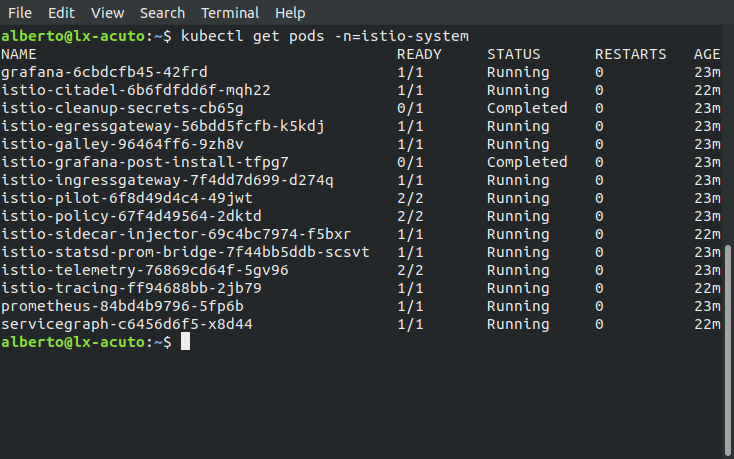 File Edit View Search Terminal Help
alberto@lx-acuto:~$ kubectl get pods -n=istio-system
NAME READY STATUS RESTARTS AGE
grafana-6cbdcfb45-42frd 1/1 Running 0 23m
istio-citadel-6b6fdfdd6f-mqh22 1/1 Running 0 22m
istio-cleanup-secrets-cb65g 0/1 Completed 0 23m
istio-egressgateway-56bdd5fcfb-k5kdj 1/1 Running 0 23m
istio-galley-96464ff6-9zh8v 1/1 Running 0 23m
istio-grafana-post-install-tfpg7 0/1 Completed 0 23m
istio-ingressgateway-7f4dd7d699-d274q 1/1 Running 0 23m
istio-pilot-6f8d49d4c4-49jwt 2/2 Running 0 23m
istio-policy-67f4d49564-2dktd 2/2 Running 0 23m
istio-sidecar-injector-69c4bc7974-f5bxr 1/1 Running 0 22m
istio-statsd-prom-bridge-7f44bb5ddb-scsvt 1/1 Running 0 23m
istio-telemetry-76869cd64f-5gv96 2/2 Running 0 23m
istio-tracing-ff94688bb-2jb79 1/1 Running 0 22m
prometheus-84bd4b9796-5fp6b 1/1 Running 0 23m
servicegraph-c6456d6f5-x8d44 1/1 Running 0 22m
alberto@lx-acuto:~$